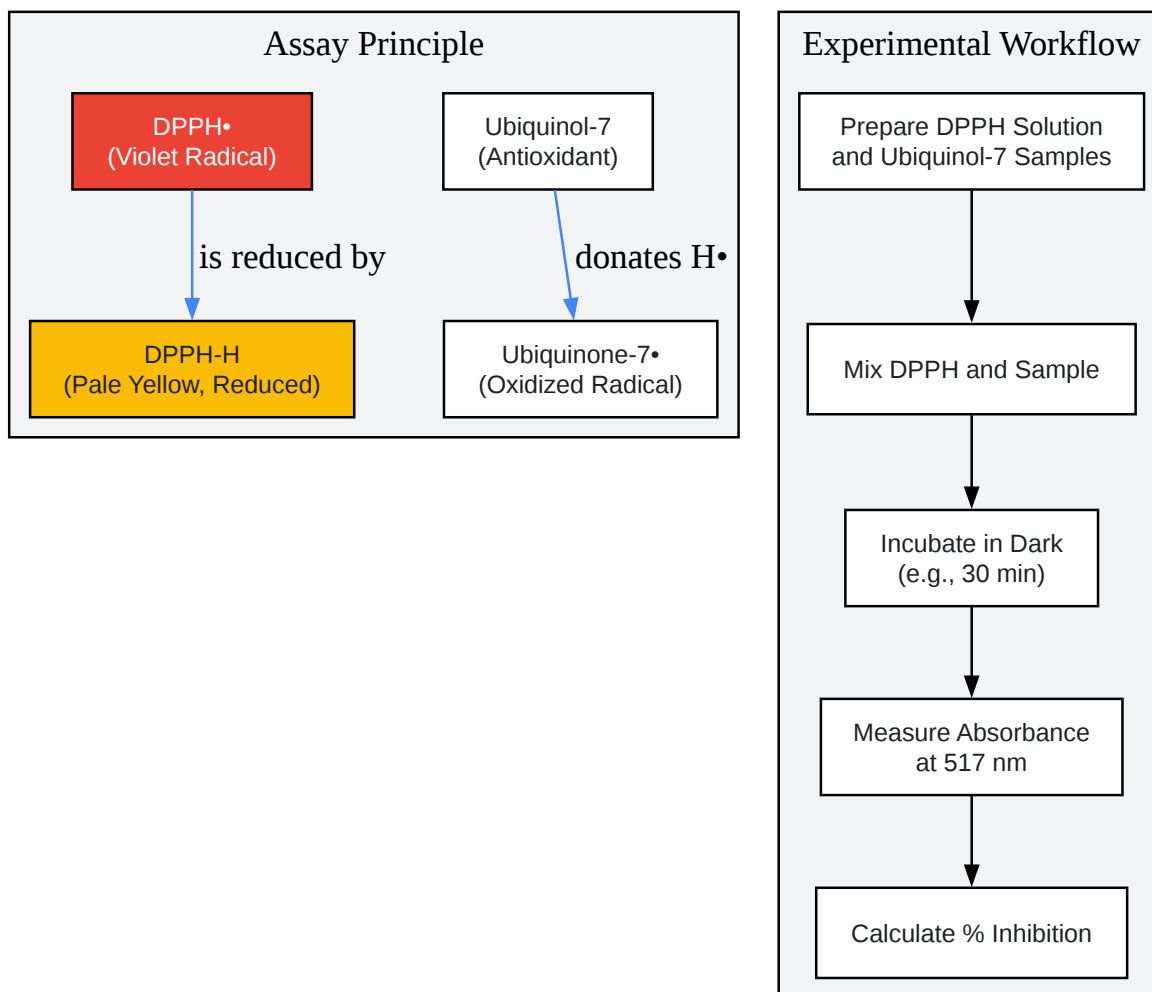 Assay Principle
DPPH•
(Violet Radical)
Ubiquinol-7
(Antioxidant)
is reduced by
donates H•
DPPH-H
(Pale Yellow, Reduced)
Ubiquinone-7•
(Oxidized Radical)
Experimental Workflow
Prepare DPPH Solution
and Ubiquinol-7 Samples
Mix DPPH and Sample
Incubate in Dark
(e.g., 30 min)
Measure Absorbance
at 517 nm
Calculate % Inhibition